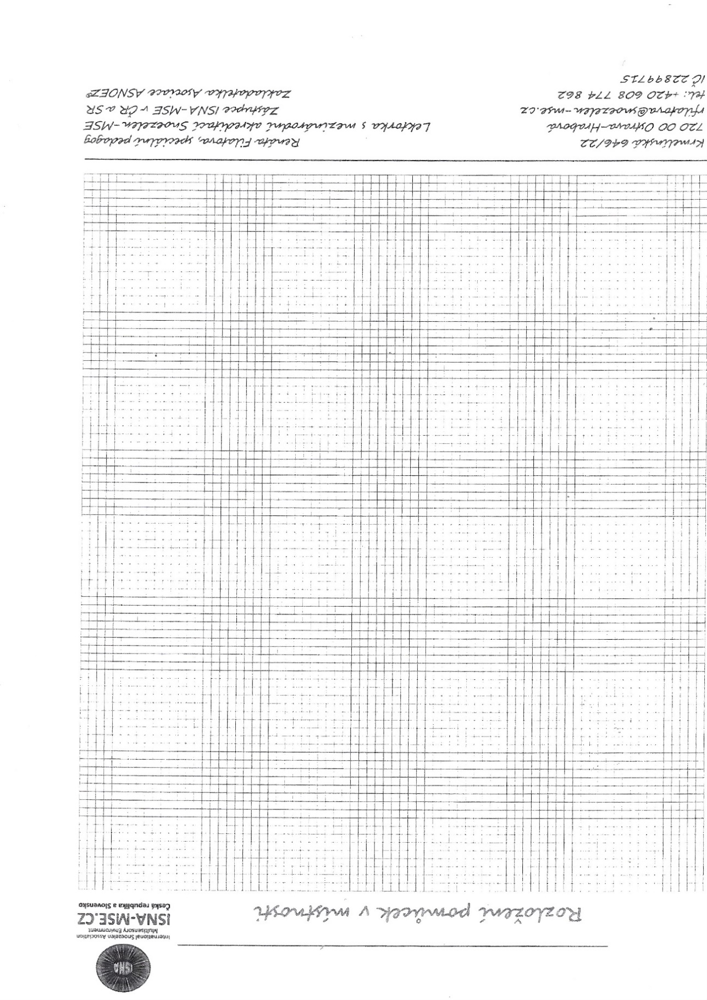 ISNA
International Snoezelen Association
Multisensory Environment
ISNA-MSE.CZ
Česká republika a Slovensko
Rozložení pomůcek v místnosti
Krmelínská 646/22
720 00 Ostrava-Hrabová
rfilatova@snoezelen-mse.cz
tel.: +420 608 774 862
IČ 22899715
Renáta Filatova, speciální pedagog
Lektorka s mezinárodní akreditací Snoezelen-MSE
Zástupce ISNA-MSE v ČR a SR
Zakladatelka Asociace ASNOEZ®